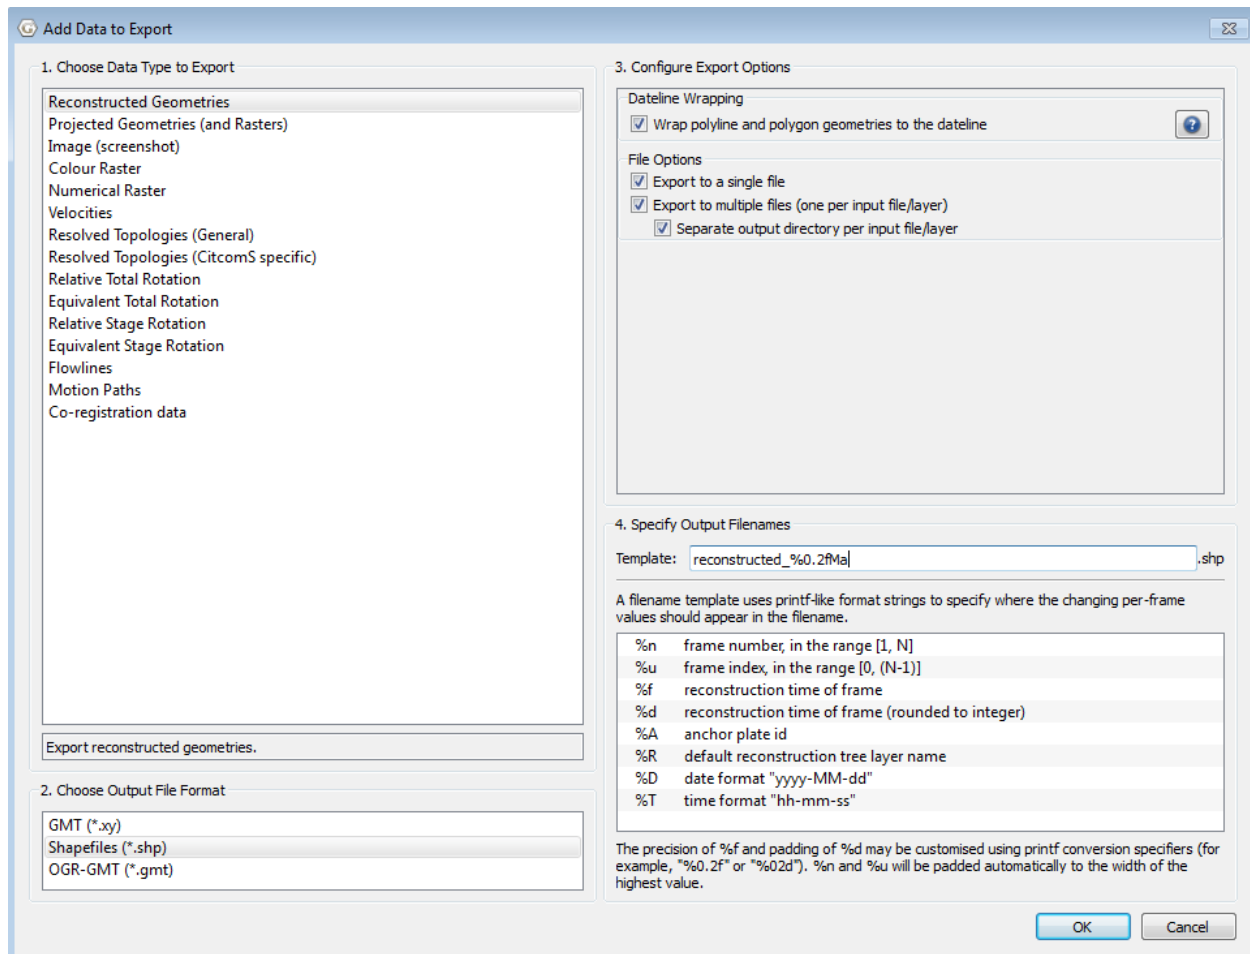 Add Data to Export
1. Choose Data Type to Export
Reconstructed Geometries
Projected Geometries (and Rasters)
Image (screenshot)
Colour Raster
Numerical Raster
Velocities
Resolved Topologies (General)
Resolved Topologies (CitcomS specific)
Relative Total Rotation
Equivalent Total Rotation
Relative Stage Rotation
Equivalent Stage Rotation
Flowlines
Motion Paths
Co-registration data
Export reconstructed geometries.
2. Choose Output File Format
GMT (*.xy)
Shapefiles (*.shp)
OGR-GMT (*.gmt)
3. Configure Export Options
Dateline Wrapping
Wrap polyline and polygon geometries to the dateline
?
File Options
Export to a single file
Export to multiple files (one per input file/layer)
Separate output directory per input file/layer
4. Specify Output Filenames
Template: reconstructed_%0.2fMa .shp
A filename template uses printf-like format strings to specify where the changing per-frame
values should appear in the filename.
%n frame number, in the range [1, N]
%u frame index, in the range [0, (N-1)]
%f reconstruction time of frame
%d reconstruction time of frame (rounded to integer)
%A anchor plate id
%R default reconstruction tree layer name
%D date format "yyyy-MM-dd"
%T time format "hh-mm-ss"
The precision of %f and padding of %d may be customised using printf conversion specifiers (for
example, "%0.2f" or "%02d"). %n and %u will be padded automatically to the width of the
highest value.
OK Cancel